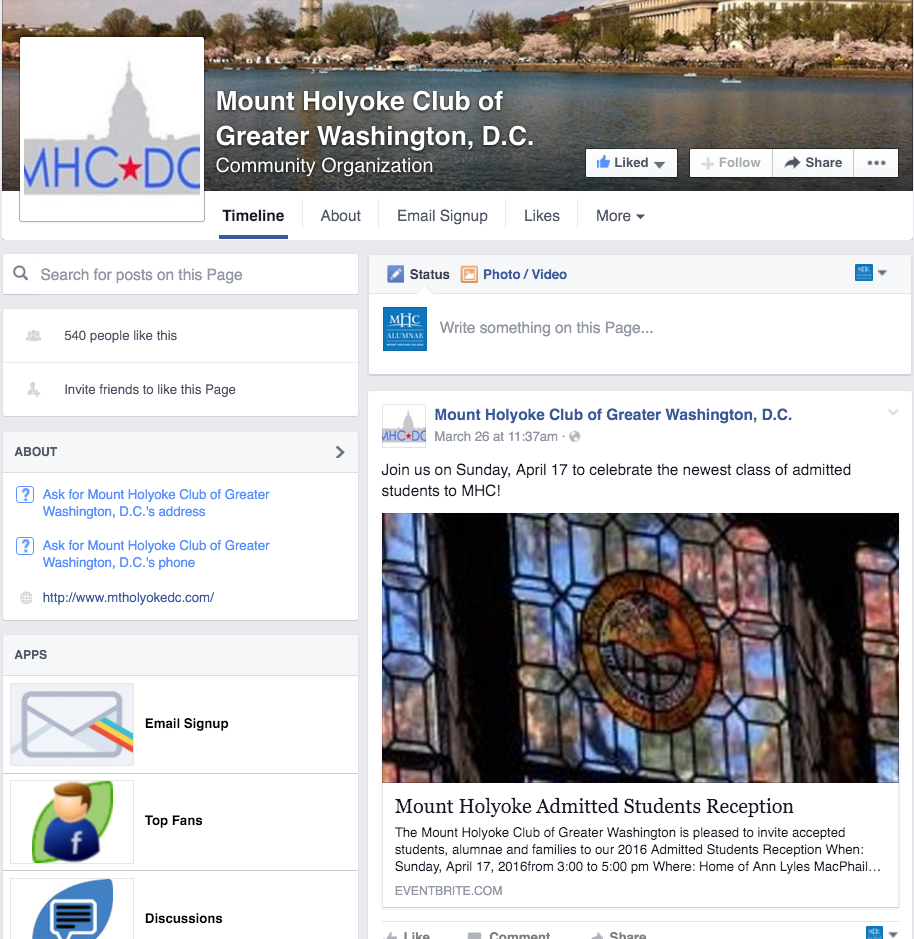 Mount Holyoke Club of
Greater Washington, D.C.
Community Organization
MHC★DC
Liked
Follow
Share
Timeline
About
Email Signup
Likes
More
Search for posts on this Page
540 people like this
Invite friends to like this Page
ABOUT
Ask for Mount Holyoke Club of Greater
Washington, D.C.'s address
Ask for Mount Holyoke Club of Greater
Washington, D.C.'s phone
http://www.mtholyokedc.com/
APPS
Email Signup
Top Fans
Discussions
Status
Photo / Video
MHC
ALUMNAE
Write something on this Page...
MHC★DC
Mount Holyoke Club of Greater Washington, D.C.
March 26 at 11:37am ·
Join us on Sunday, April 17 to celebrate the newest class of admitted
students to MHC!
Mount Holyoke Admitted Students Reception
The Mount Holyoke Club of Greater Washington is pleased to invite accepted
students, alumnae and families to our 2016 Admitted Students Reception When:
Sunday, April 17, 2016from 3:00 to 5:00 pm Where: Home of Ann Lyles MacPhail...
EVENTBRITE.COM
Like
Comment
Share